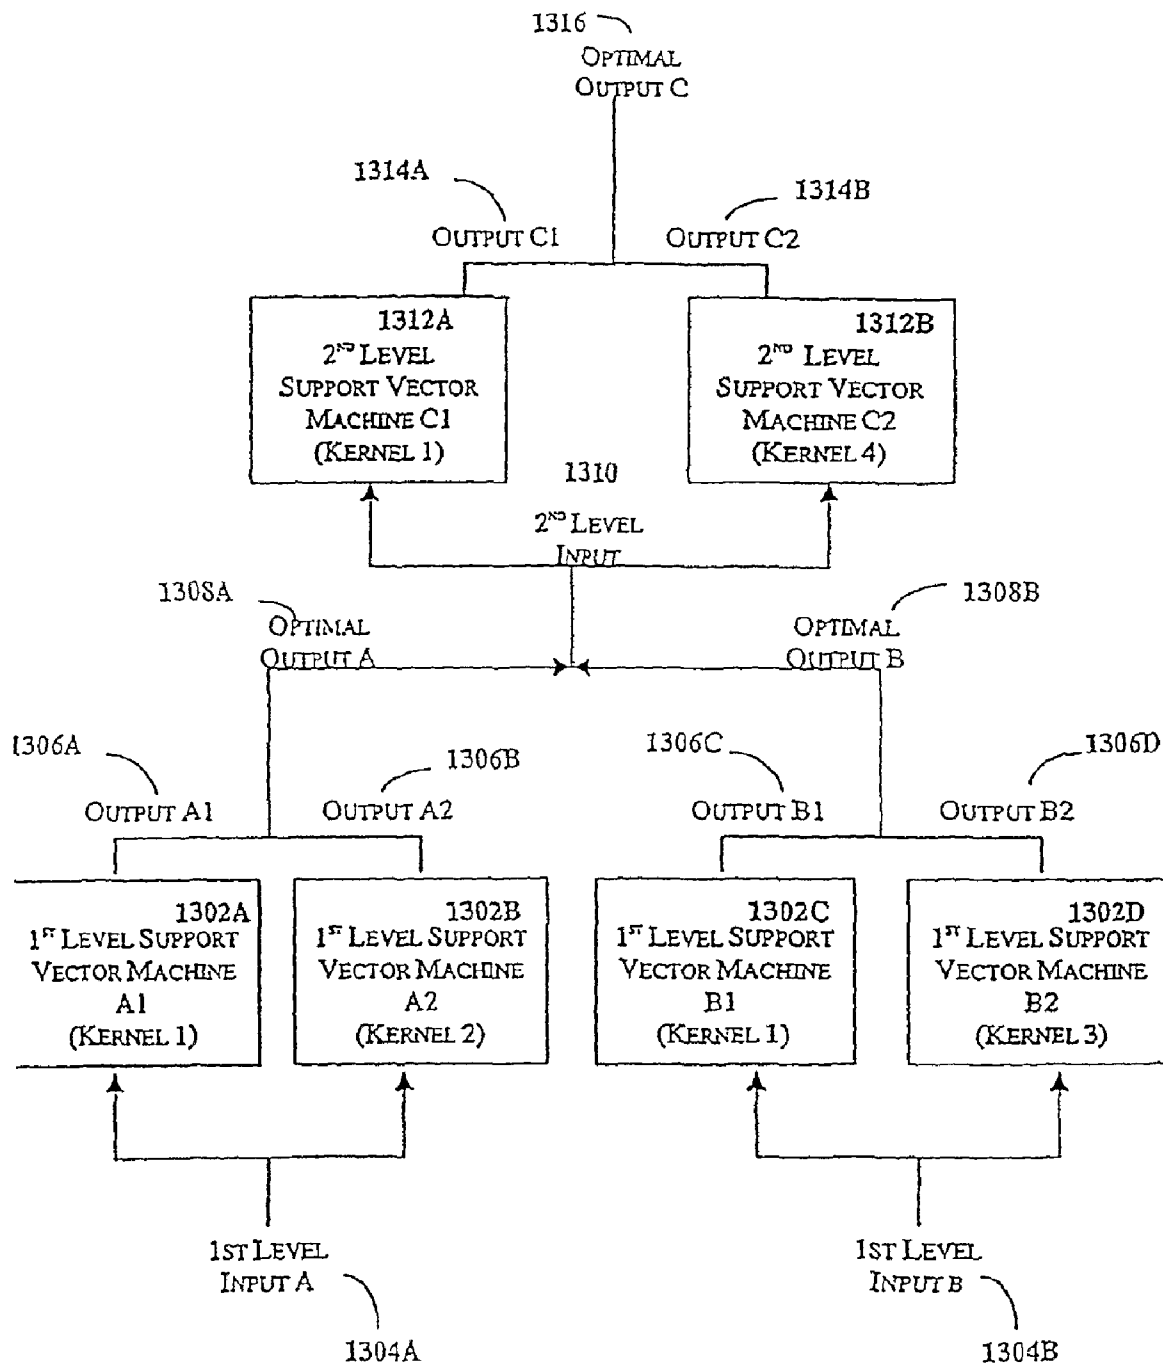 1316
OPTIMAL
OUTPUT C
1314A
1314B
OUTPUT C1
OUTPUT C2
1312A
2ND LEVEL
SUPPORT VECTOR
MACHINE C1
(KERNEL 1)
1312B
2ND LEVEL
SUPPORT VECTOR
MACHINE C2
(KERNEL 4)
1310
2ND LEVEL
INPUT
1308A
OPTIMAL
OUTPUT A
1308B
OPTIMAL
OUTPUT B
1306A
OUTPUT A1
1306B
OUTPUT A2
1306C
OUTPUT B1
1306D
OUTPUT B2
1302A
1ST LEVEL SUPPORT
VECTOR MACHINE
A1
(KERNEL 1)
1302B
1ST LEVEL SUPPORT
VECTOR MACHINE
A2
(KERNEL 2)
1302C
1ST LEVEL SUPPORT
VECTOR MACHINE
B1
(KERNEL 1)
1302D
1ST LEVEL SUPPORT
VECTOR MACHINE
B2
(KERNEL 3)
1ST LEVEL
INPUT A
1304A
1ST LEVEL
INPUT B
1304B